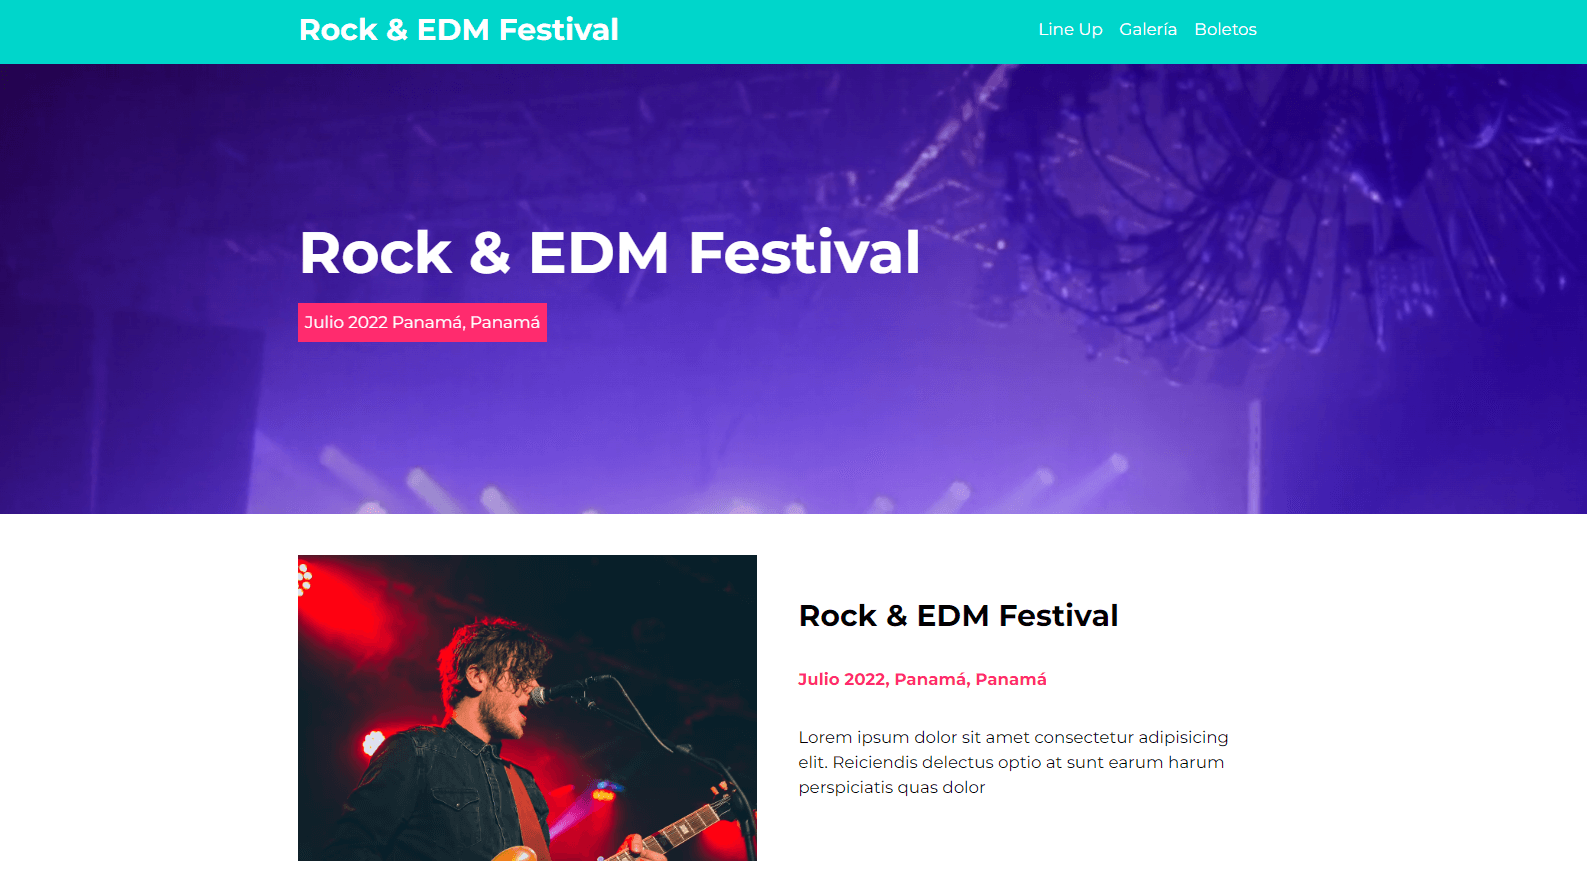 Rock & EDM Festival
Line Up Galería Boletos
Rock & EDM Festival
Julio 2022 Panamá, Panamá
Rock & EDM Festival
Julio 2022, Panamá, Panamá
Lorem ipsum dolor sit amet consectetur adipisicing
elit. Reiciendis delectus optio at sunt earum harum
perspiciatis quas dolor